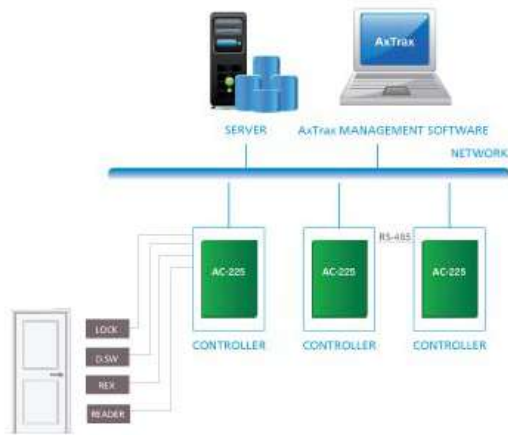 AxTrax
SERVER
AxTrax MANAGEMENT SOFTWARE
NETWORK
RS-485
AC-225
AC-225
AC-225
CONTROLLER
CONTROLLER
CONTROLLER
LOCK
D.SW
REX
READER